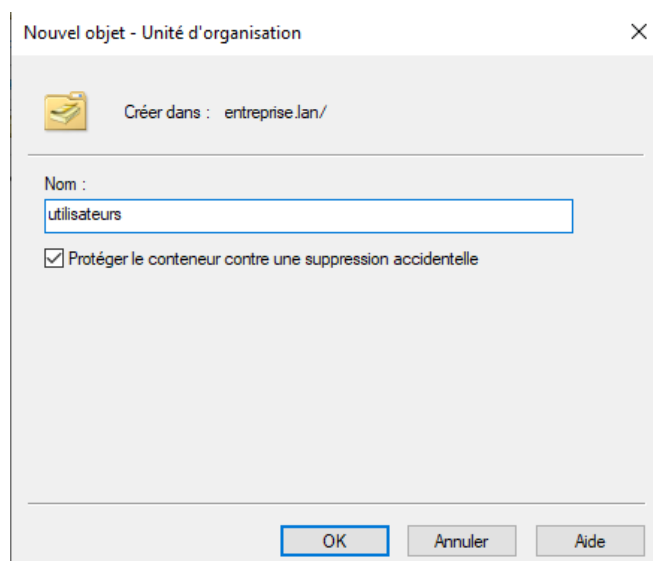 Nouvel objet - Unité d'organisation
Créer dans : entreprise.lan/
Nom :
utilisateurs
Protéger le conteneur contre une suppression accidentelle
OK Annuler Aide